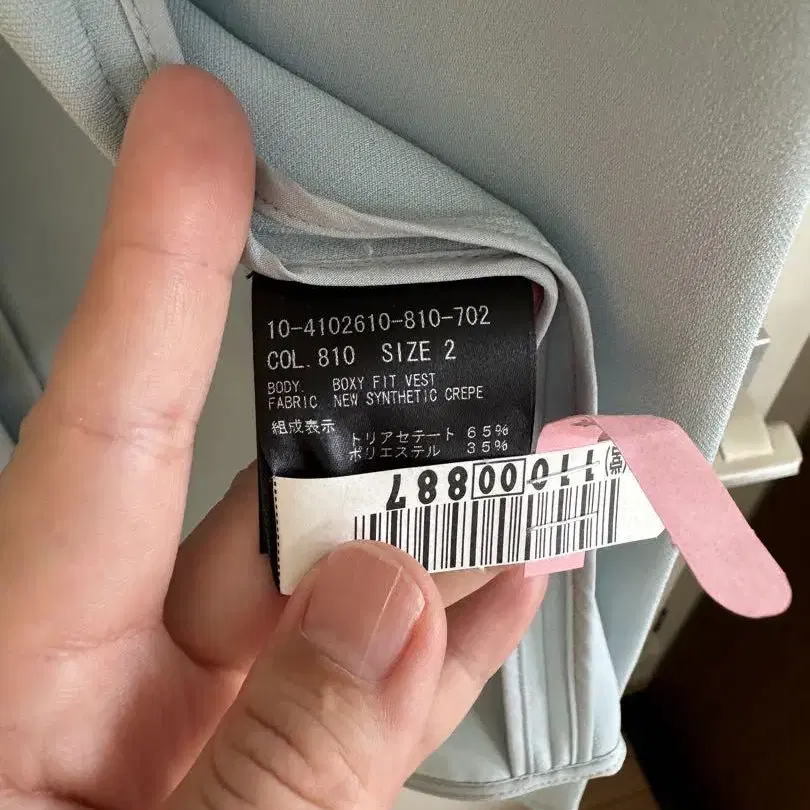 10-4102610-810-702
COL. 810 SIZE 2
BODY. BOXY FIT VEST
FABRIC NEW SYNTHETIC CREPE
組成表示
トリアセテート 65%
ポリエステル 35%
1100088